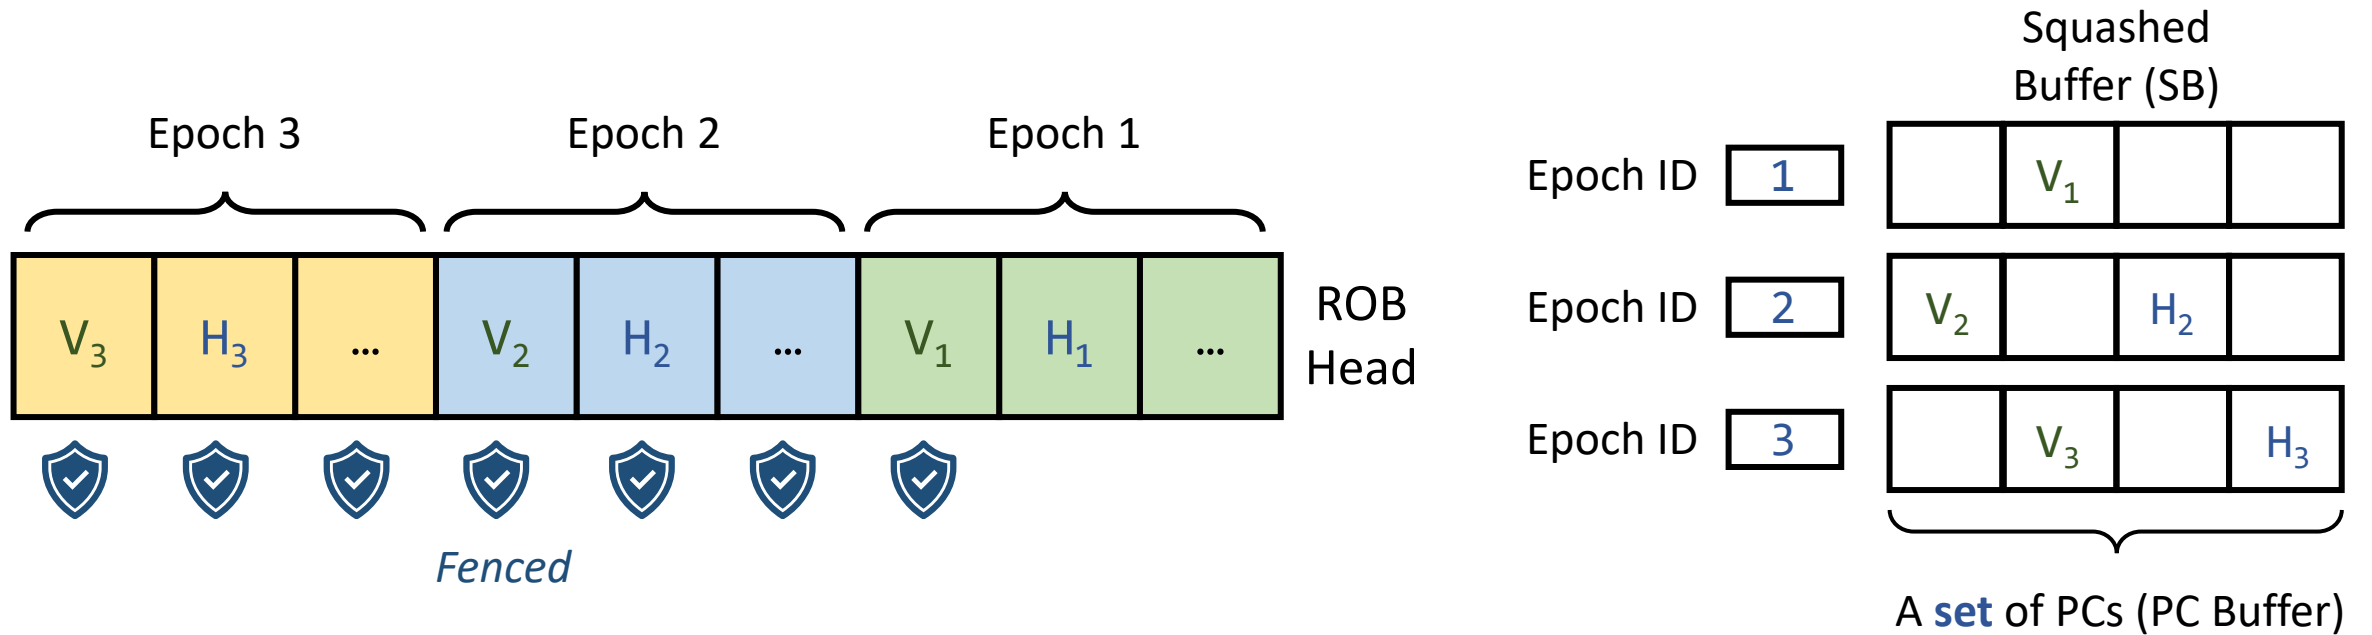 Epoch 3
Epoch 2
Epoch 1
V₃ H₃ ... V₂ H₂ ... V₁ H₁ ...
ROB
Head
Fenced
Squashed
Buffer (SB)
Epoch ID 1 V₁
Epoch ID 2 V₂ H₂
Epoch ID 3 V₃ H₃
A set of PCs (PC Buffer)